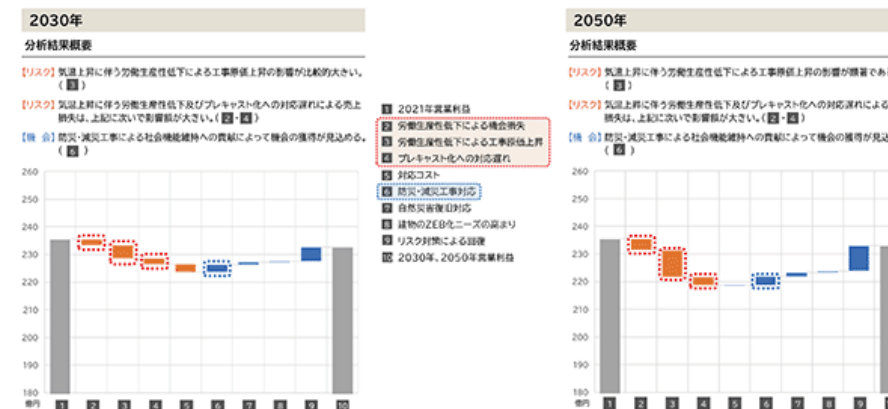 2030年
分析結果概要
【リスク】気温上昇に伴う労働生産性低下による工事原価上昇の影響が比較的大きい。
(3)
【リスク】気温上昇に伴う労働生産性低下及びプレキャスト化への対応遅れによる売上
損失は、上記に次いで影響額が大きい。(2・4)
【機 会】防災・減災工事による社会機能維持への貢献によって機会の獲得が見込める。
(6)
260
250
240
230
220
210
200
190
180
億円
1 2 3 4 5 6 7 8 9 10
1 2021年営業利益
2 労働生産性低下による機会損失
3 労働生産性低下による工事原価上昇
4 プレキャスト化への対応遅れ
5 対応コスト
6 防災・減災工事対応
7 自然災害復旧対応
8 建物のZEB化ニーズの高まり
9 リスク対策による回復
10 2030年、2050年営業利益
2050年
分析結果概要
【リスク】気温上昇に伴う労働生産性低下による工事原価上昇の影響が顕著であ
(3)
【リスク】気温上昇に伴う労働生産性低下及びプレキャスト化への対応遅れによる
損失は、上記に次いで影響額が大きい。(2・4)
【機 会】防災・減災工事による社会機能維持への貢献によって機会の獲得が見込
(6)
260
250
240
230
220
210
200
190
180
億円
1 2 3 4 5 6 7 8 9